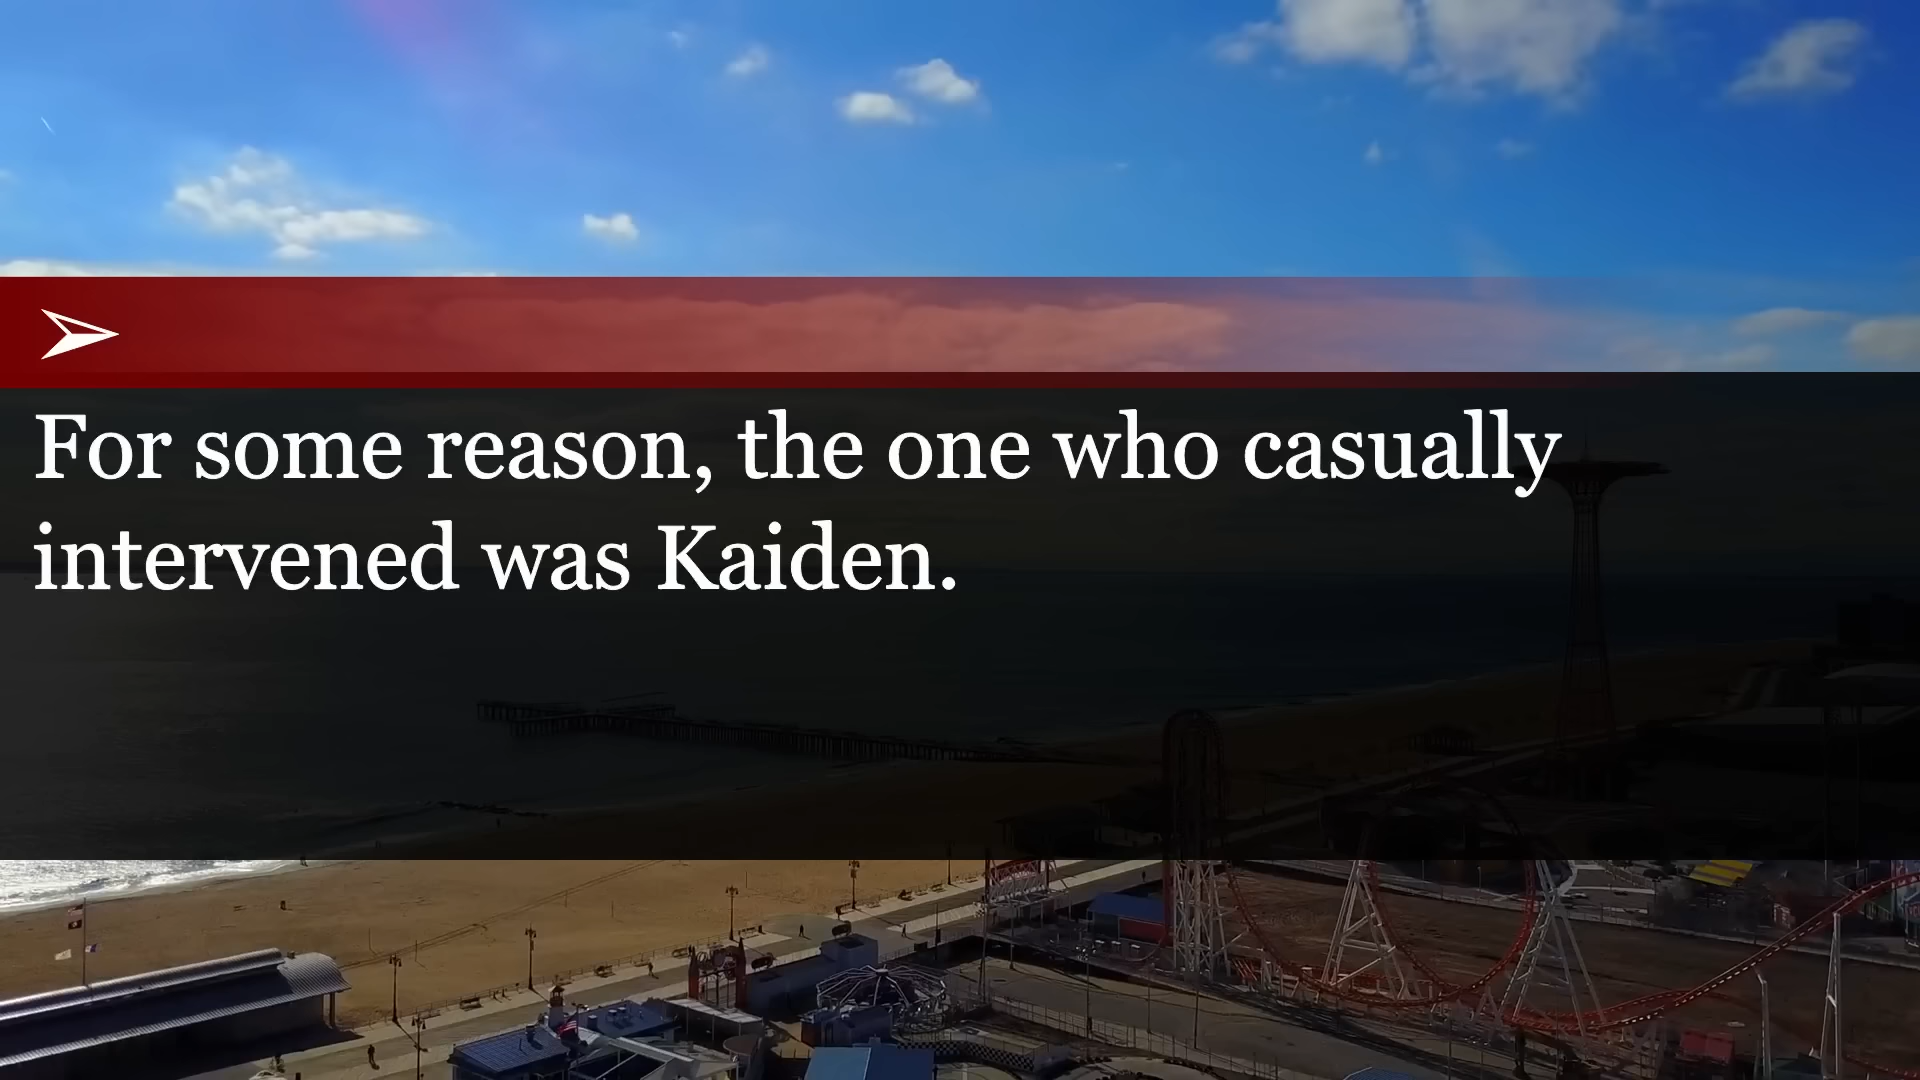 For some reason, the one who casually
intervened was Kaiden.